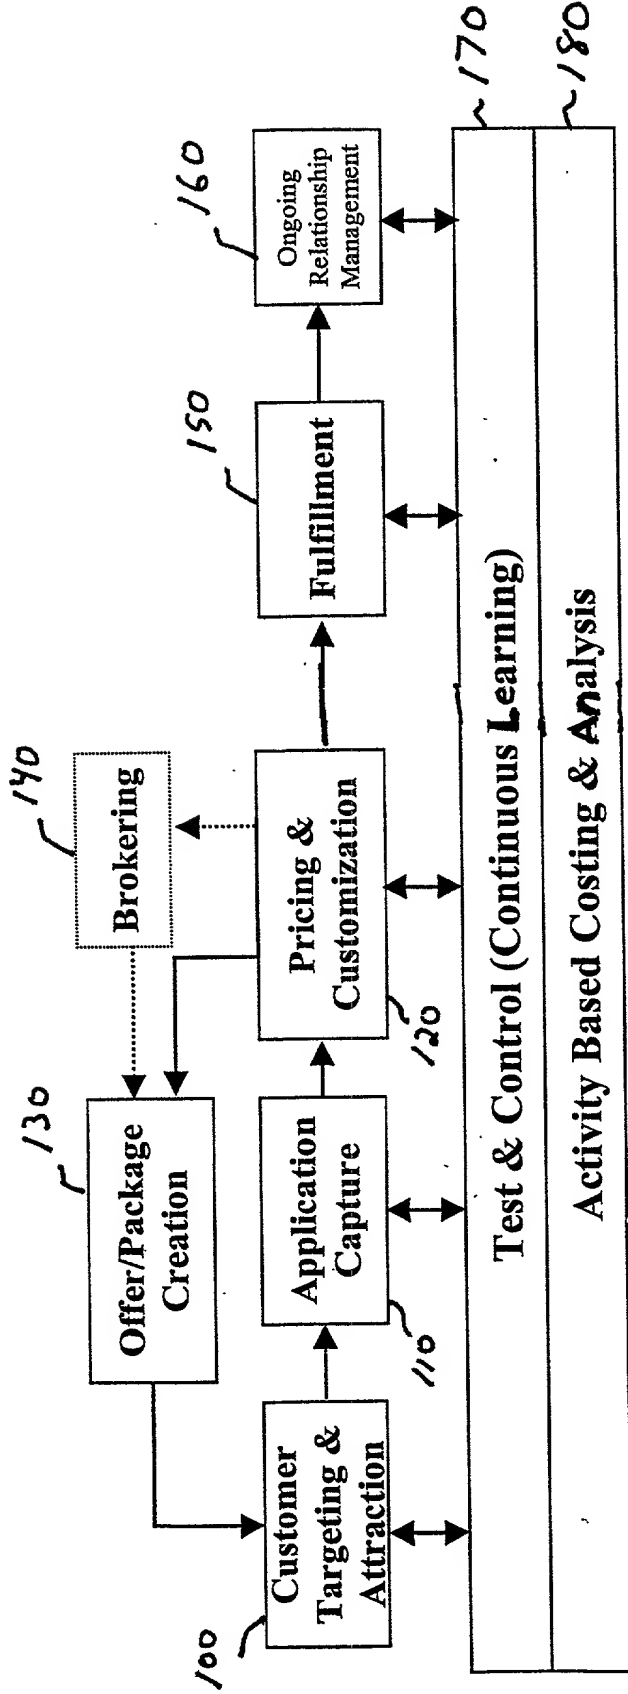 130
140
Offer/Package
Creation
Brokering
150
160
100
Customer
Targeting &
Attraction
110
Application
Capture
120
Pricing &
Customization
Fulfillment
Ongoing
Relationship
Management
Test & Control (Continuous Learning)
170
Activity Based Costing & Analysis
180